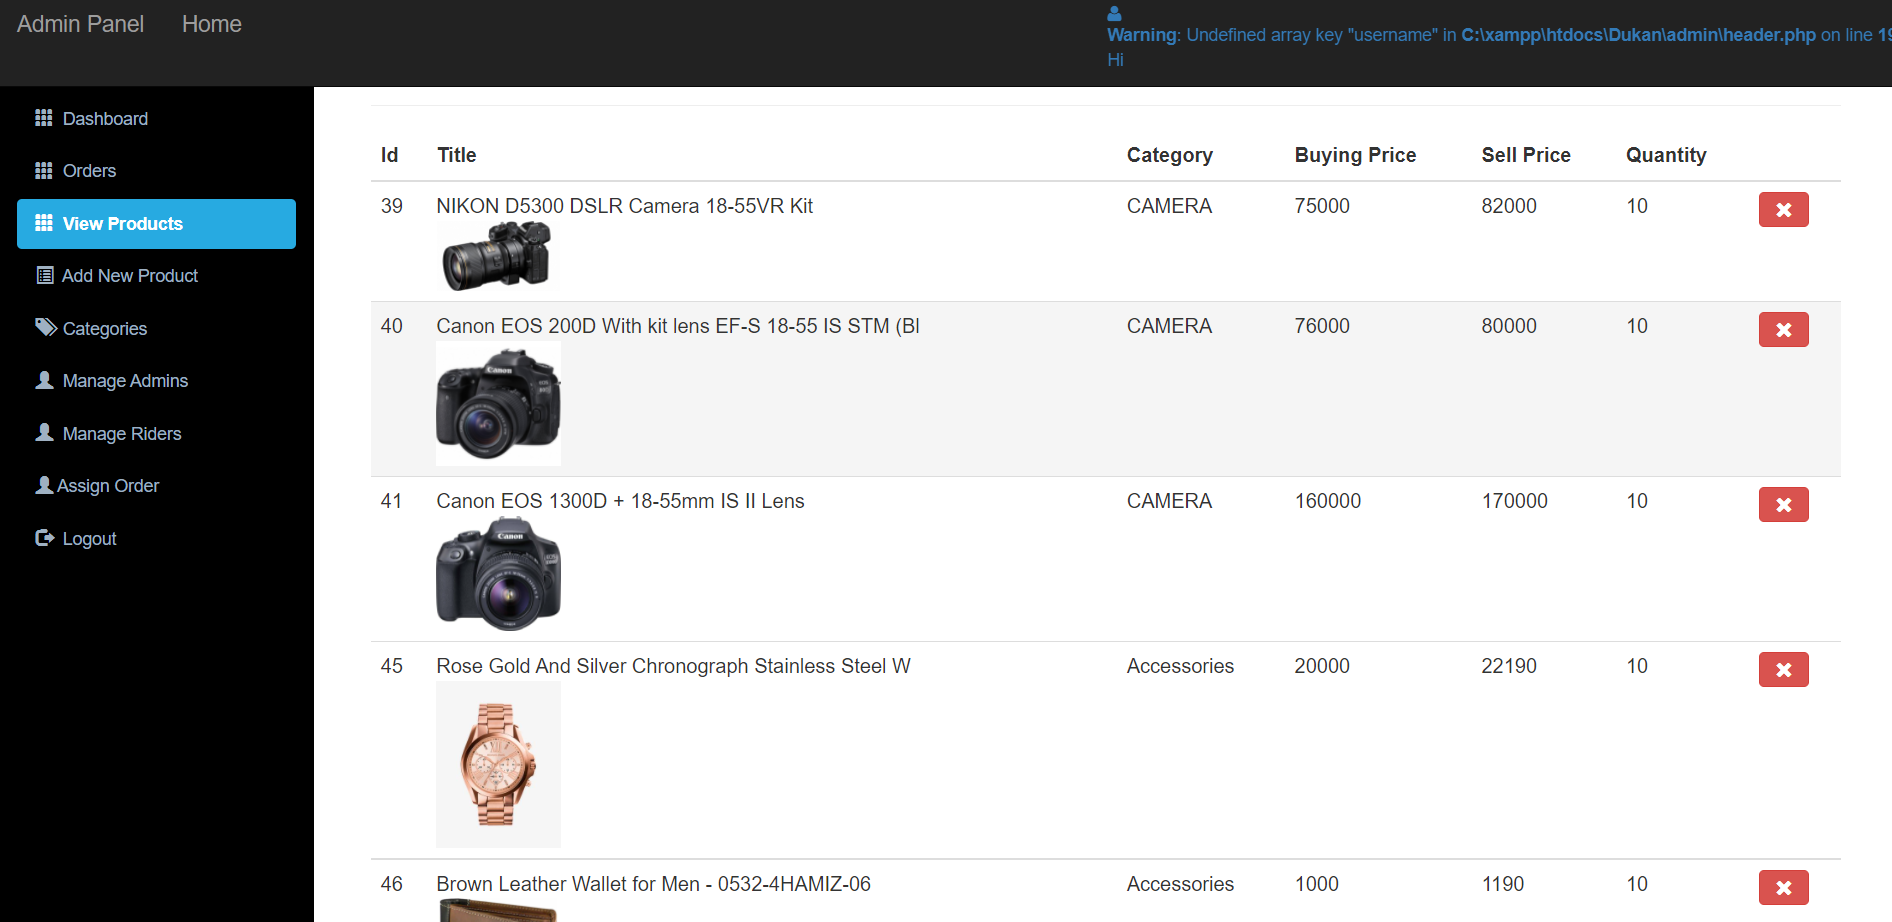 Admin Panel Home
Warning: Undefined array key "username" in C:\xampp\htdocs\Dukan\admin\header.php on line 19
Hi
Dashboard
Orders
View Products
Add New Product
Categories
Manage Admins
Manage Riders
Assign Order
Logout
Id Title Category Buying Price Sell Price Quantity
39 NIKON D5300 DSLR Camera 18-55VR Kit CAMERA 75000 82000 10
40 Canon EOS 200D With kit lens EF-S 18-55 IS STM (Bl CAMERA 76000 80000 10
Canon
41 Canon EOS 1300D + 18-55mm IS II Lens CAMERA 160000 170000 10
Canon
45 Rose Gold And Silver Chronograph Stainless Steel W Accessories 20000 22190 10
46 Brown Leather Wallet for Men - 0532-4HAMIZ-06 Accessories 1000 1190 10